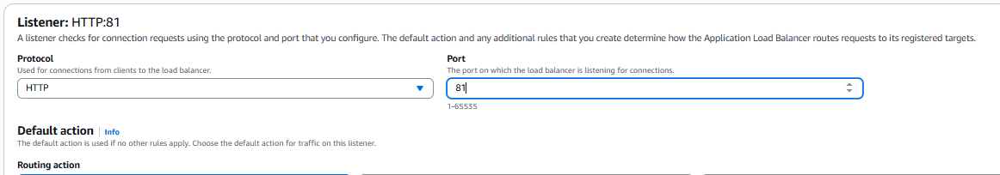 Listener: HTTP:81
A listener checks for connection requests using the protocol and port that you configure. The default action and any additional rules that you create determine how the Application Load Balancer routes requests to its registered targets.
Protocol
Used for connections from clients to the load balancer.
HTTP
Port
The port on which the load balancer is listening for connections.
81
1-65535
Default action | Info
The default action is used if no other rules apply. Choose the default action for traffic on this listener.
Routing action